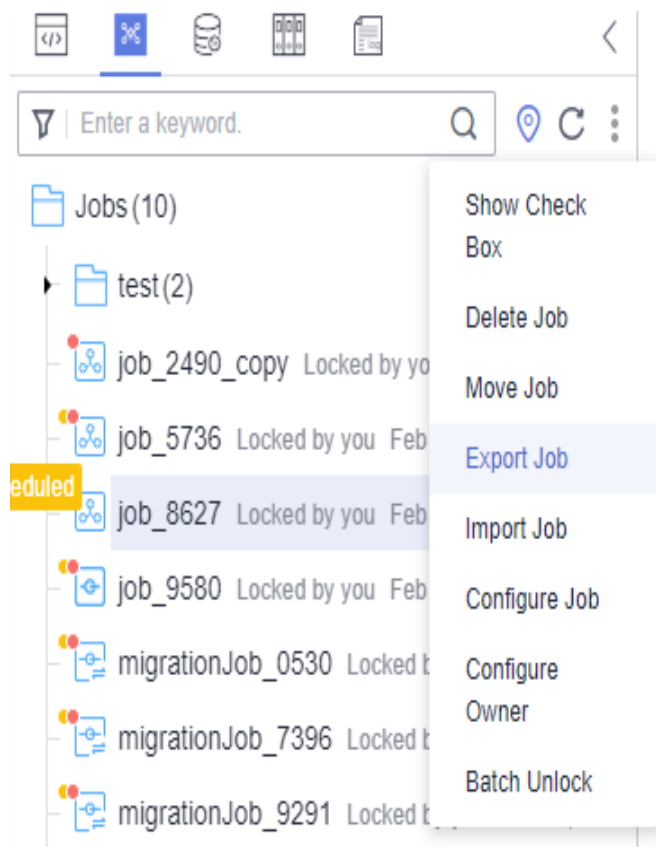 </>
log
Enter a keyword.
Jobs (10)
Show Check
Box
test (2)
Delete Job
job_2490_copy Locked by yo
Move Job
job_5736 Locked by you Feb
Export Job
eduled
job_8627 Locked by you Feb
Import Job
job_9580 Locked by you Feb
Configure Job
migrationJob_0530 Locked b
Configure
Owner
migrationJob_7396 Locked b
Batch Unlock
migrationJob_9291 Locked